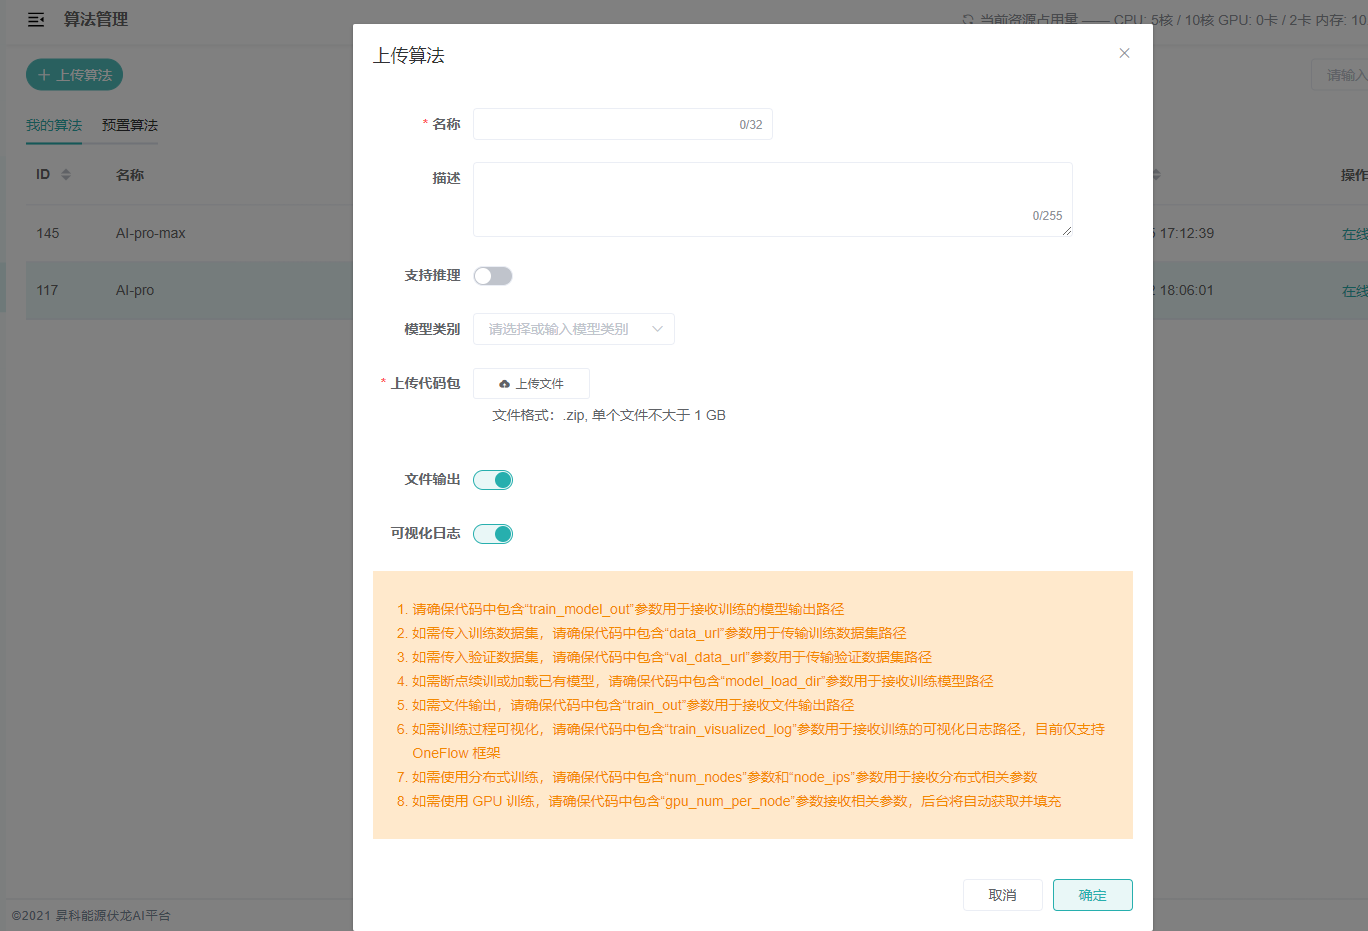 算法管理
当前资源占用量 —— CPU: 5核 / 10核 GPU: 0卡 / 2卡 内存: 10
上传算法
请输入
我的算法 预置算法
ID 名称 操作
145 AI-pro-max 17:12:39 在线
117 AI-pro 18:06:01 在线
©2021 昇科能源伏龙AI平台
上传算法
* 名称 0/32
描述 0/255
支持推理
模型类别 请选择或输入模型类别
* 上传代码包 上传文件
文件格式：.zip, 单个文件不大于 1 GB
文件输出
可视化日志
1. 请确保代码中包含“train_model_out”参数用于接收训练的模型输出路径
2. 如需传入训练数据集，请确保代码中包含“data_url”参数用于传输训练数据集路径
3. 如需传入验证数据集，请确保代码中包含“val_data_url”参数用于传输验证数据集路径
4. 如需断点续训或加载已有模型，请确保代码中包含“model_load_dir”参数用于接收训练模型路径
5. 如需文件输出，请确保代码中包含“train_out”参数用于接收文件输出路径
6. 如需训练过程可视化，请确保代码中包含“train_visualized_log”参数用于接收训练的可视化日志路径，目前仅支持
OneFlow 框架
7. 如需使用分布式训练，请确保代码中包含“num_nodes”参数和“node_ips”参数用于接收分布式相关参数
8. 如需使用 GPU 训练，请确保代码中包含“gpu_num_per_node”参数接收相关参数，后台将自动获取并填充
取消 确定